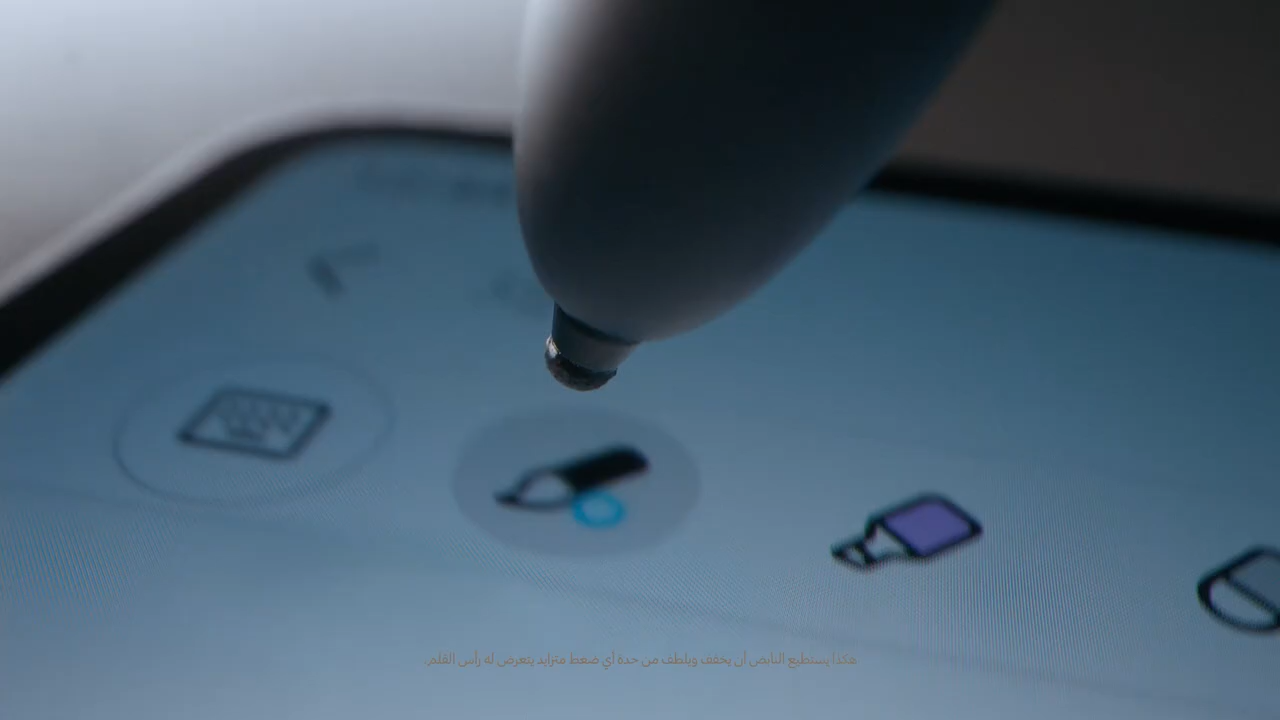 هكذا يستطيع النابض أن يخفف ويلطف من حدة أي ضغط متزايد يتعرض له رأس القلم.